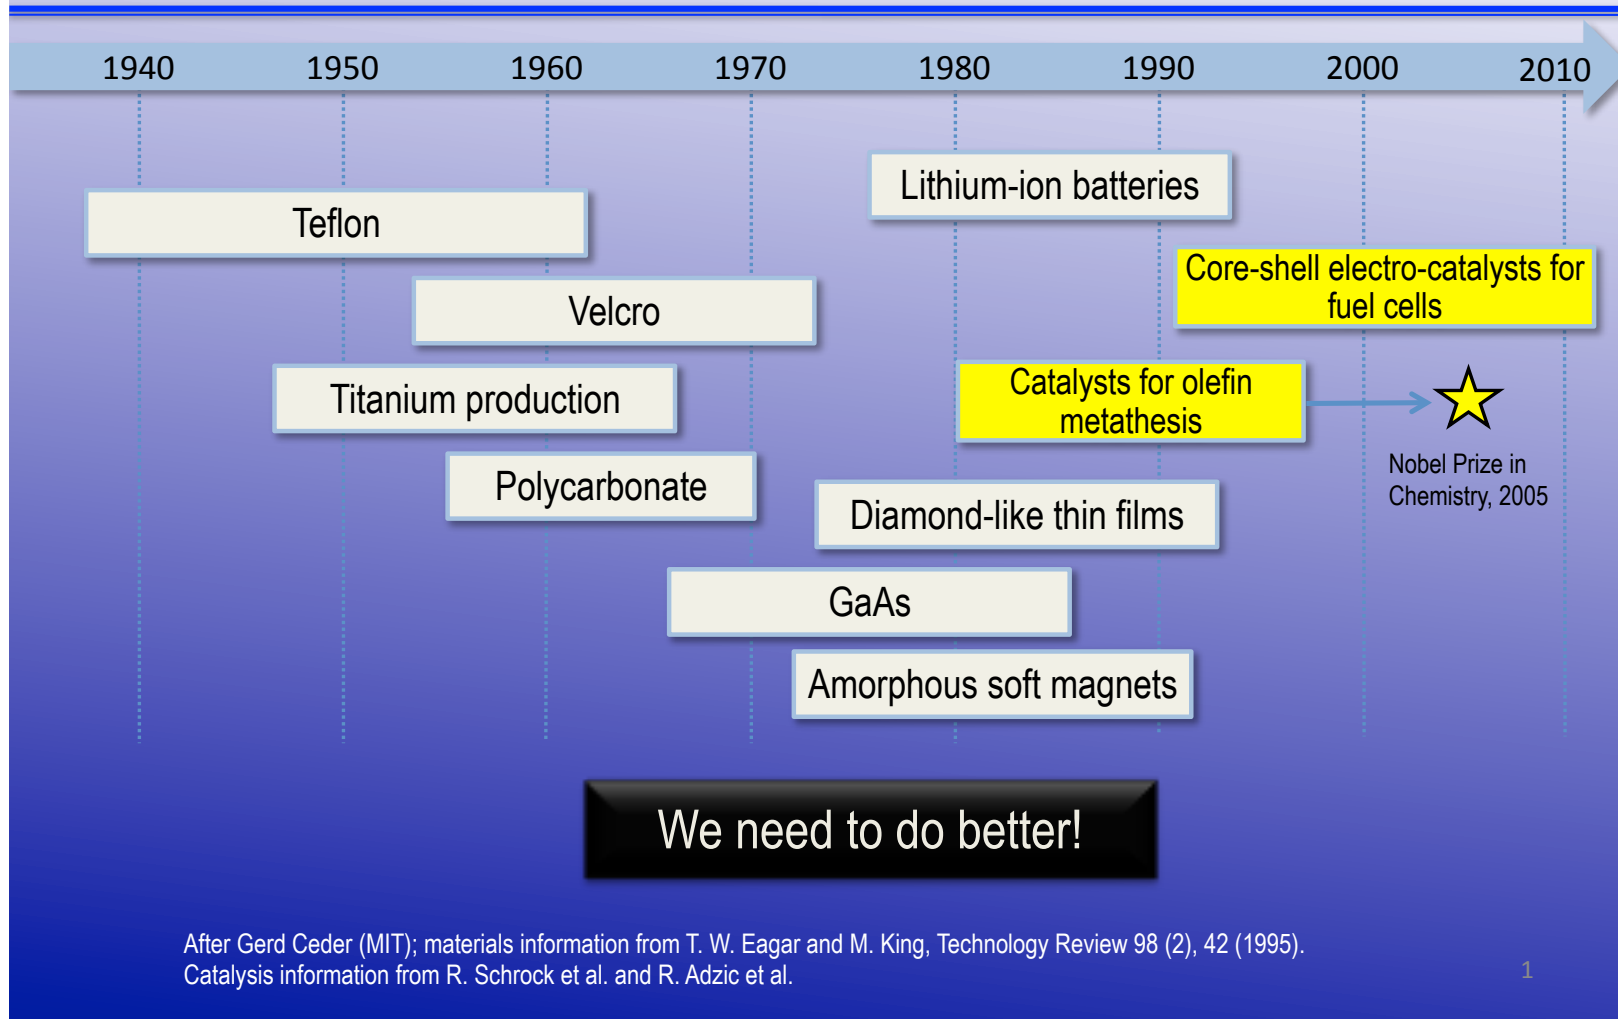 1940 1950 1960 1970 1980 1990 2000 2010
Lithium-ion batteries
Teflon
Core-shell electro-catalysts for
fuel cells
Velcro
Titanium production
Catalysts for olefin
metathesis
Nobel Prize in
Chemistry, 2005
Polycarbonate
Diamond-like thin films
GaAs
Amorphous soft magnets
We need to do better!
After Gerd Ceder (MIT); materials information from T. W. Eagar and M. King, Technology Review 98 (2), 42 (1995).
Catalysis information from R. Schrock et al. and R. Adzic et al.
1